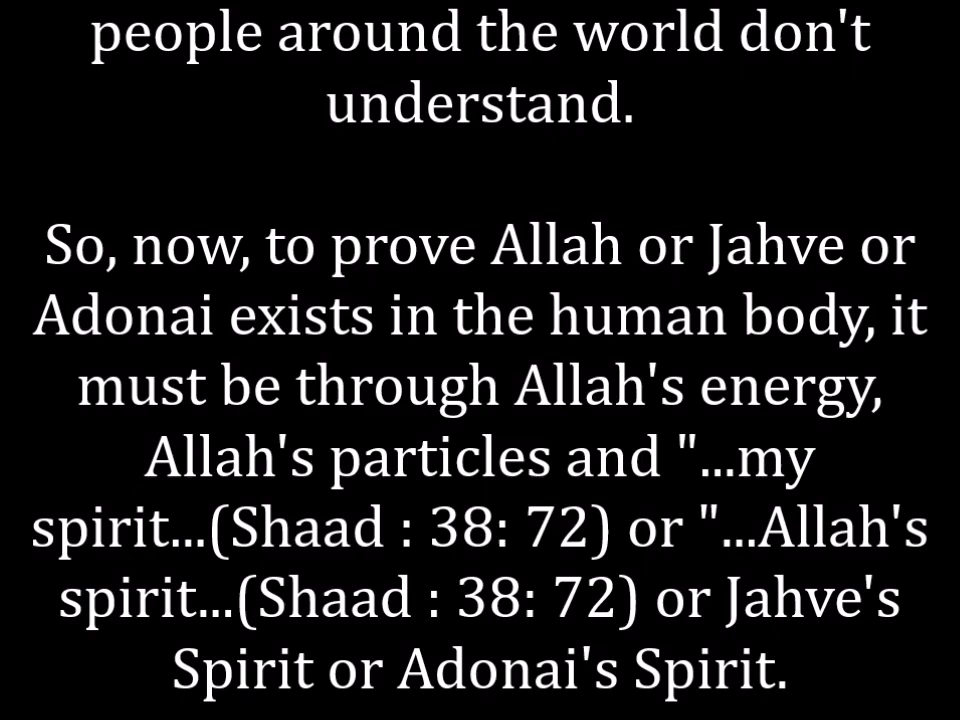 people around the world don't
understand.
So, now, to prove Allah or Jahve or
Adonai exists in the human body, it
must be through Allah's energy,
Allah's particles and "...my
spirit...(Shaad : 38: 72) or "...Allah's
spirit...(Shaad : 38: 72) or Jahve's
Spirit or Adonai's Spirit.